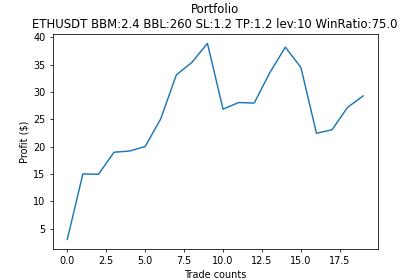 Portfolio
ETHUSDT BBM:2.4 BBL:260 SL:1.2 TP:1.2 lev:10 WinRatio:75.0
40
35
30
25
20
15
10
5
Profit ($)
0.0 2.5 5.0 7.5 10.0 12.5 15.0 17.5
Trade counts